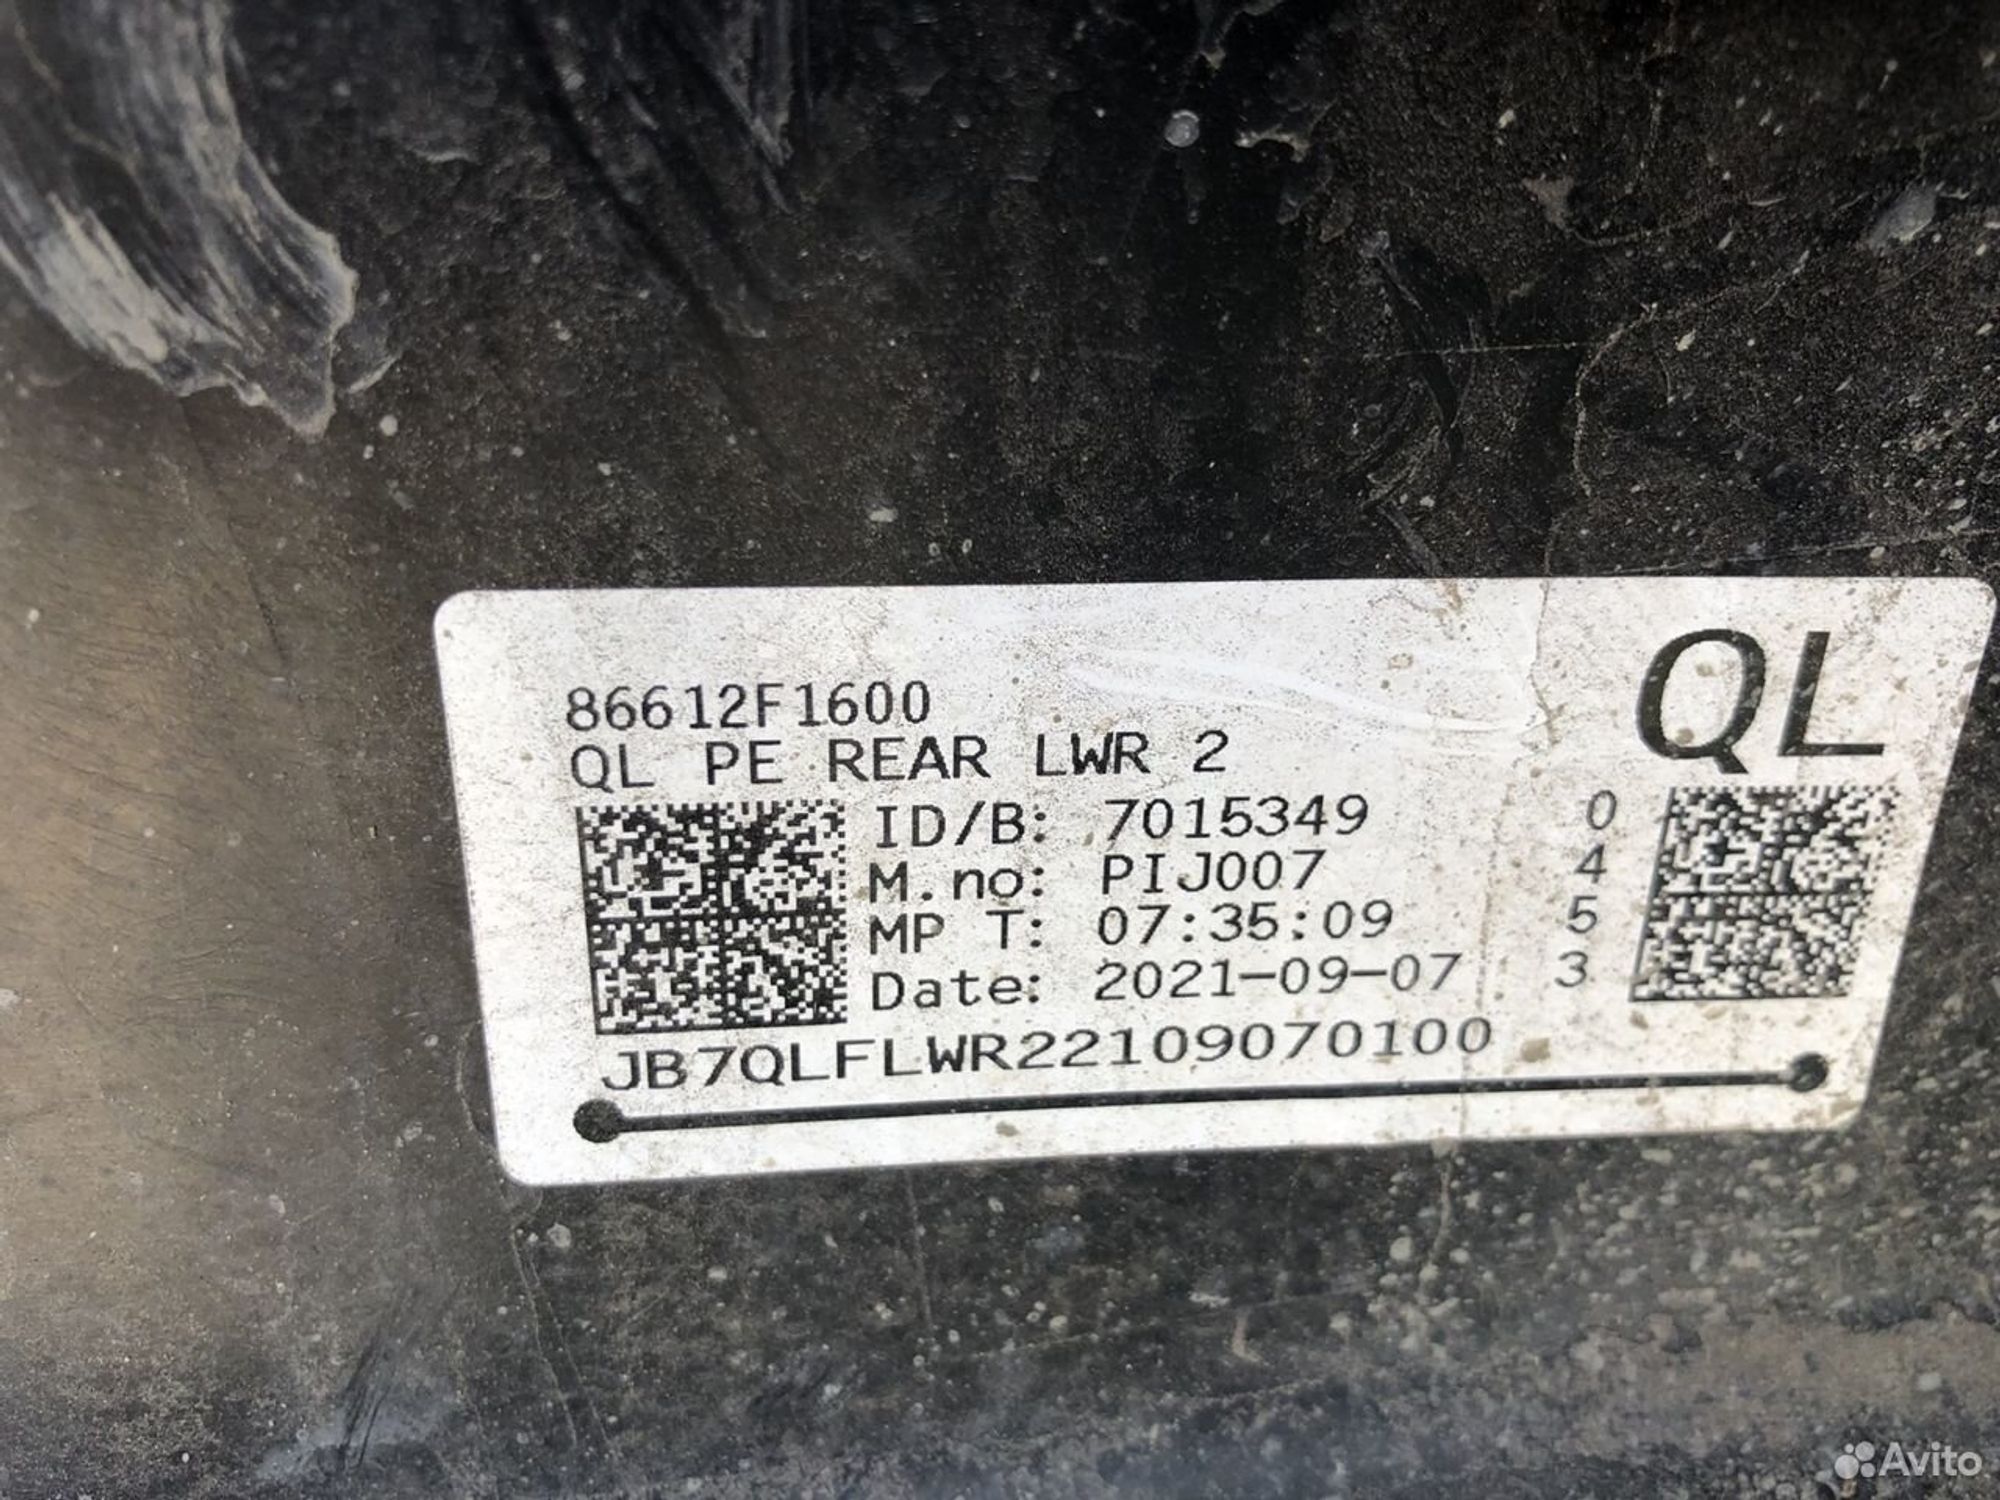 86612F1600
QL PE REAR LWR 2
QL
ID/B: 7015349
M.no: PIJ007
MP T: 07:35:09
Date: 2021-09-07
0
4
5
3
JB7QLFLWR22109070100
Avito